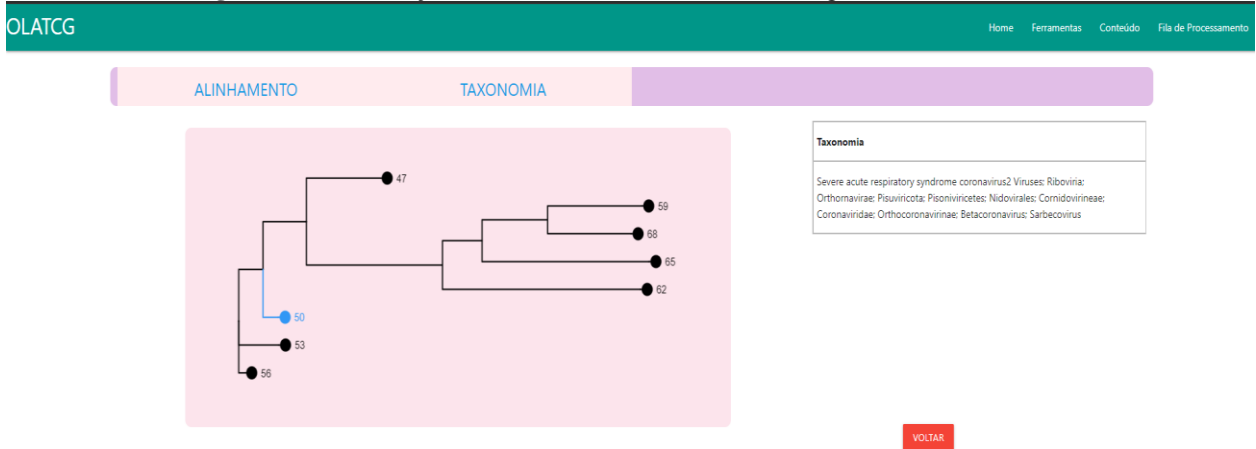 OLATCG
Home Ferramentas Conteúdo Fila de Processamento
ALINHAMENTO TAXONOMIA
47
59
68
65
62
50
53
56
Taxonomia
Severe acute respiratory syndrome coronavirus2 Viruses; Riboviria;
Orthornavirae; Pisuviricota; Pisoniviricetes; Nidovirales; Cornidovirineae;
Coronaviridae; Orthocoronavirinae; Betacoronavirus; Sarbecovirus
VOLTAR